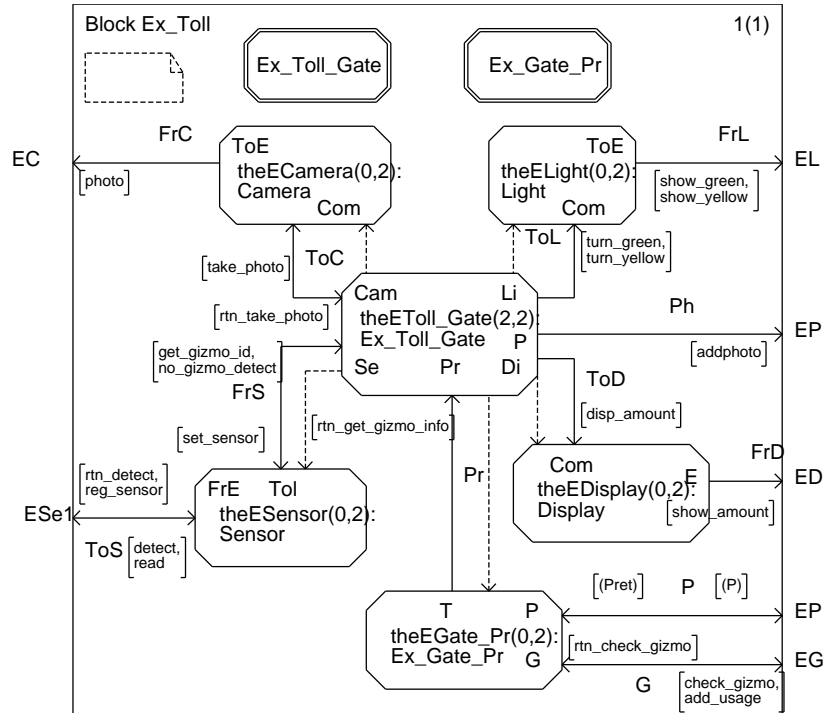 Block Ex_Toll
1(1)
Ex_Toll_Gate
Ex_Gate_Pr
FrC
FrL
EC
EL
ToE
theECamera(0,2):
Camera
Com
ToE
theELight(0,2):
Light
Com
[photo]
[show_green,
show_yellow]
ToC
ToL
[take_photo]
[turn_green,
turn_yellow]
[rtn_take_photo]
Cam
Li
theEToll_Gate(2,2):
Ex_Toll_Gate
P
Se
Pr
Di
Ph
EP
[addphoto]
[get_gizmo_id,
no_gizmo_detect]
FrS
ToD
[disp_amount]
[set_sensor]
[rtn_get_gizmo_info]
Pr
[rtn_detect,
reg_sensor]
FrE
ToI
theESensor(0,2):
Sensor
ESe1
ToS
[detect,
read]
Com
E
theEDisplay(0,2):
Display
FrD
ED
[show_amount]
[(Pret)]
P
[(P)]
EP
T
P
theEGate_Pr(0,2):
Ex_Gate_Pr
G
[rtn_check_gizmo]
EG
G
[check_gizmo,
add_usage]